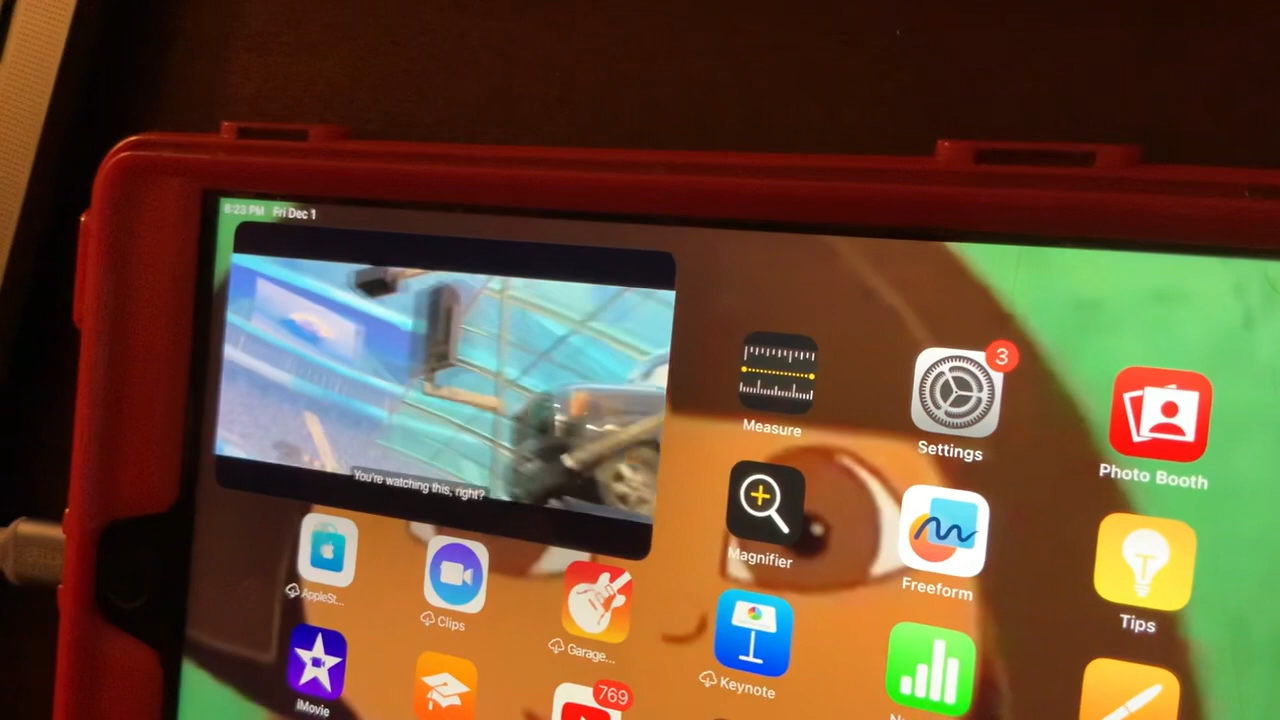 8:23 PM Fri Dec 1
You're watching this, right?
Measure
Settings
3
Photo Booth
Magnifier
Freeform
Tips
AppleSt...
Clips
Garage...
Keynote
iMovie
769